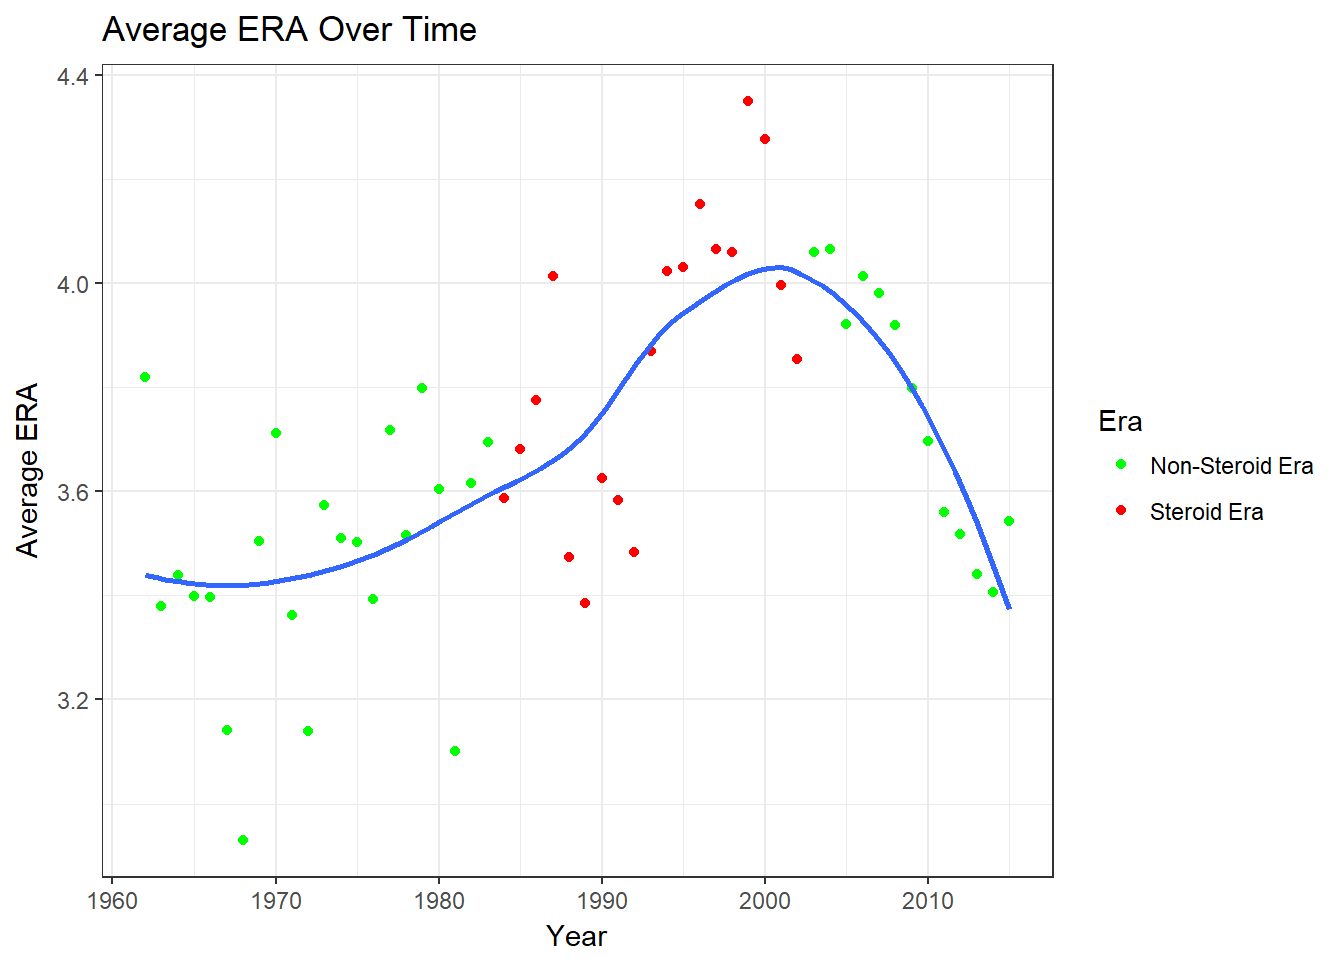 Average ERA Over Time
4.4
4.0
3.6
3.2
Average ERA
1960 1970 1980 1990 2000 2010
Year
Era
Non-Steroid Era
Steroid Era